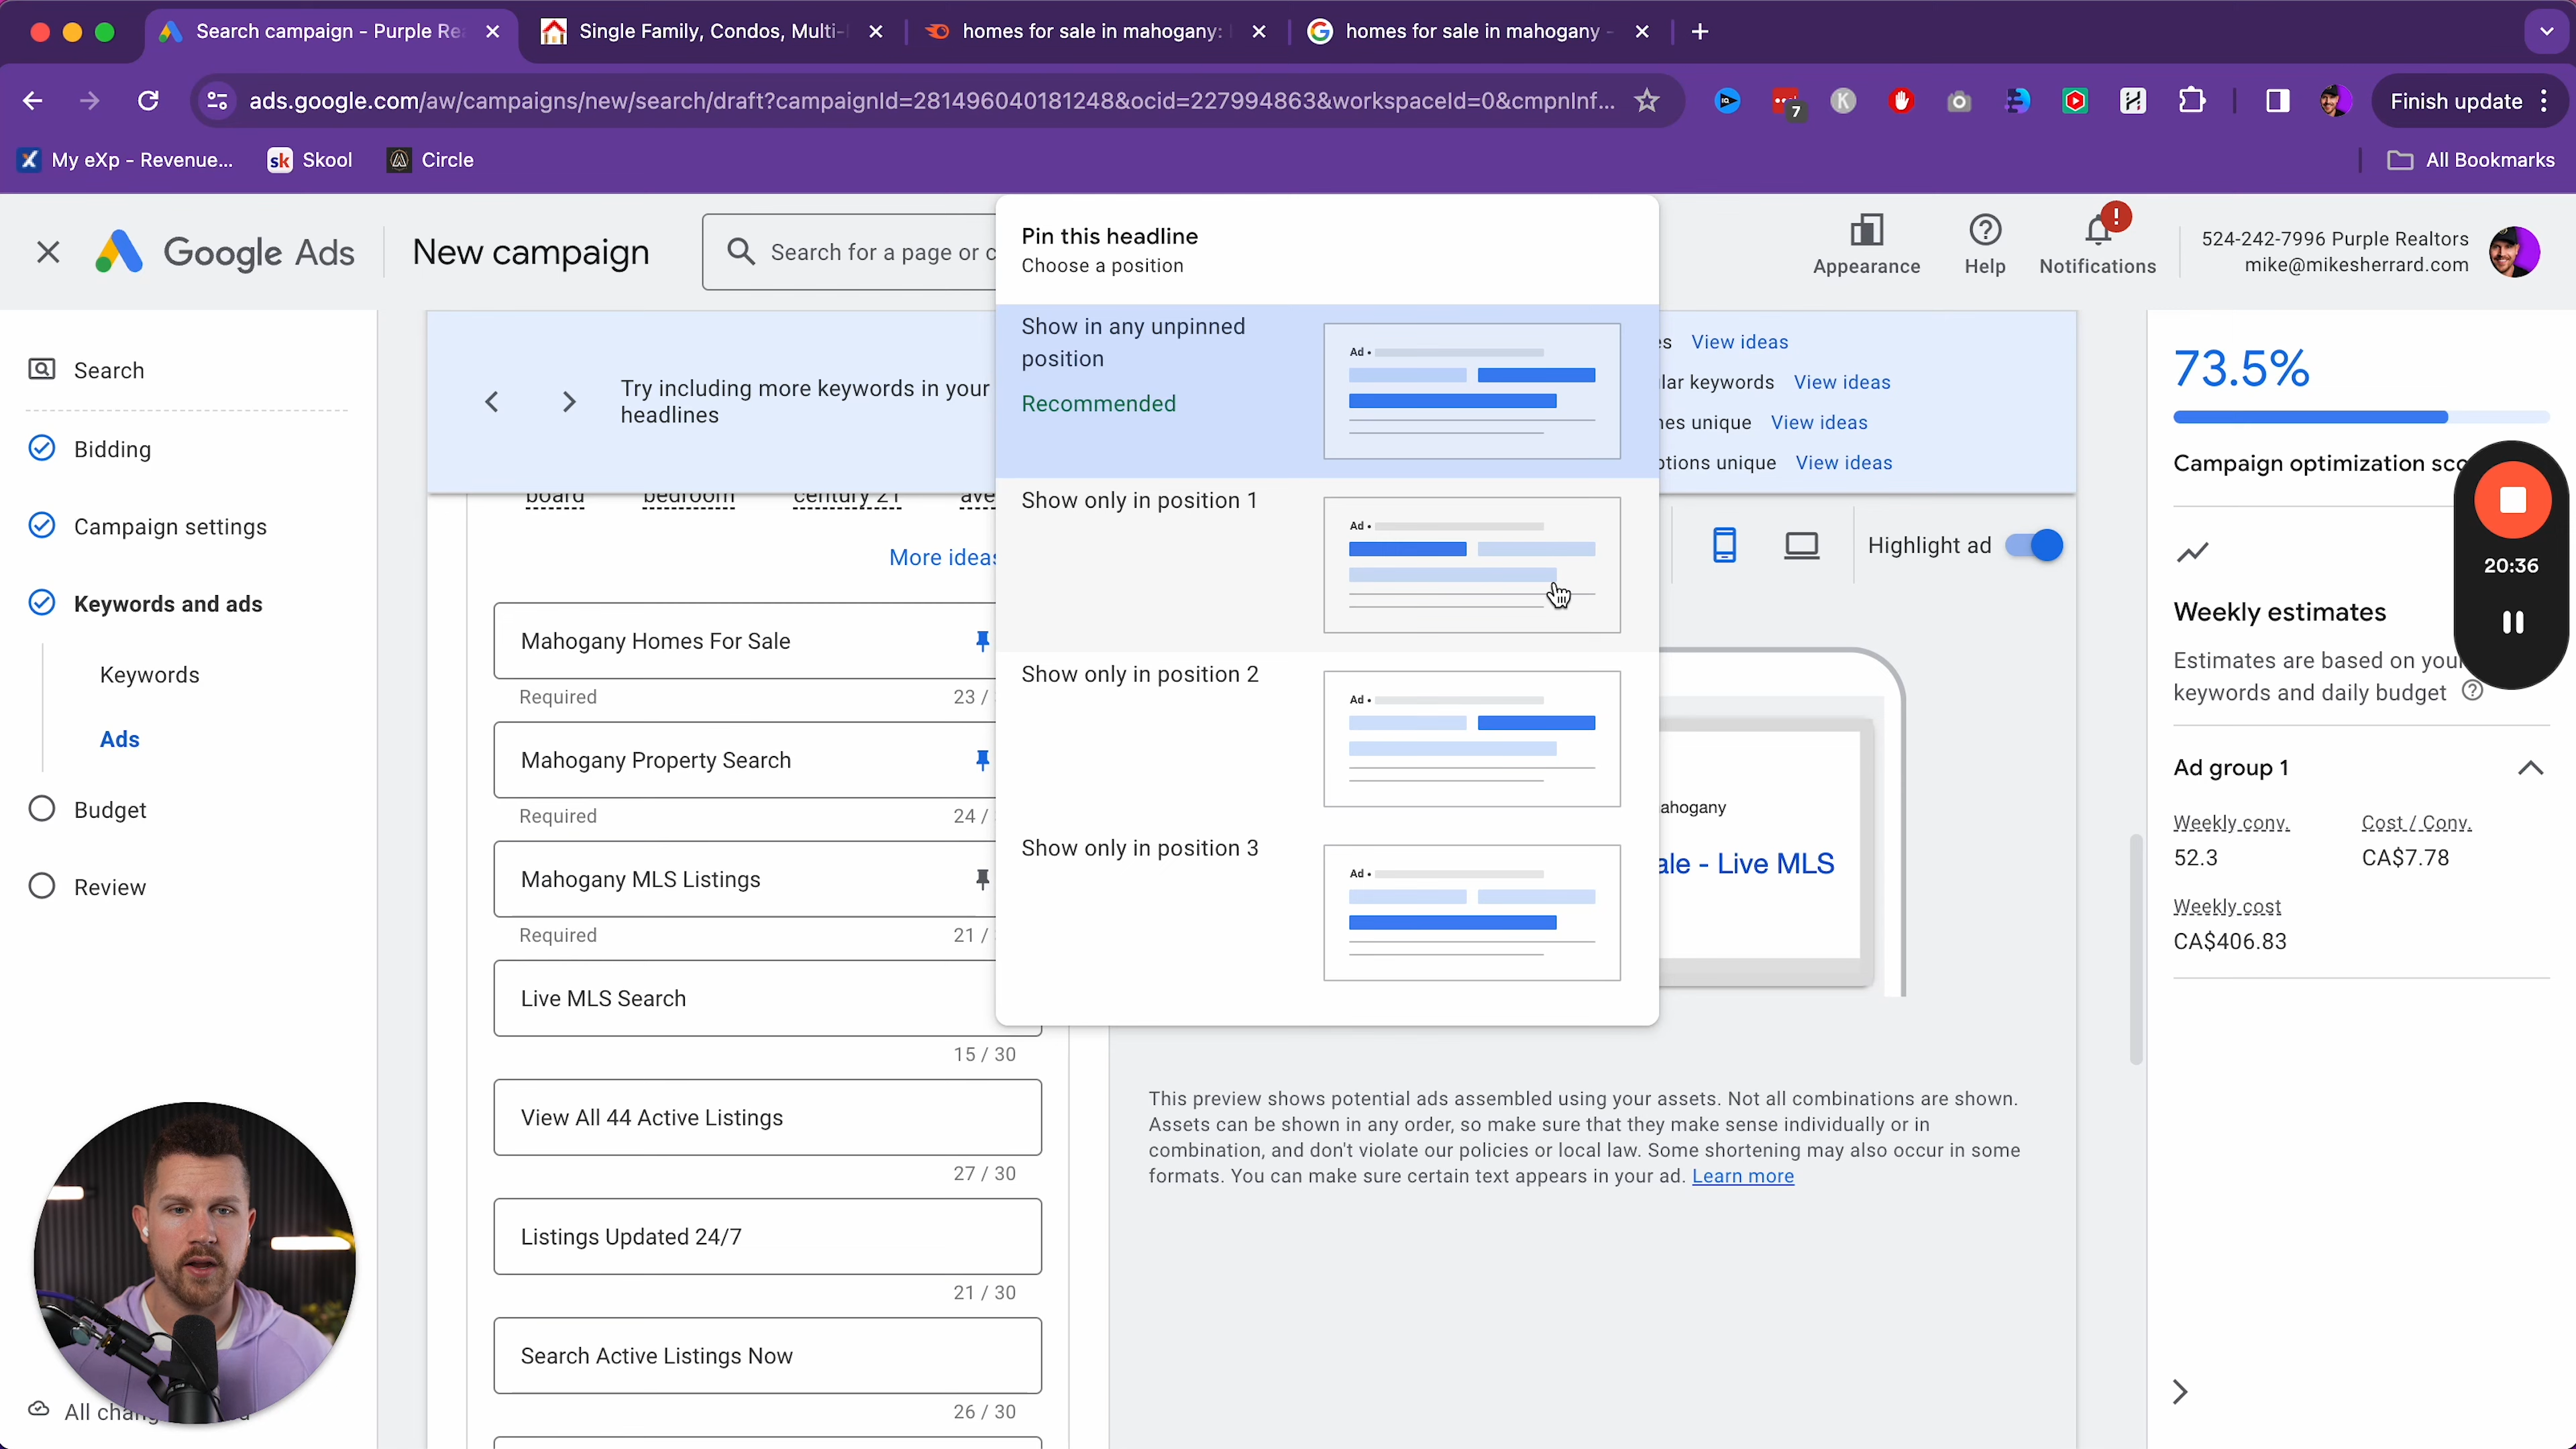 Search campaign - Purple Re
Single Family, Condos, Multi-
homes for sale in mahogany:
homes for sale in mahogany -
ads.google.com/aw/campaigns/new/search/draft?campaignId=281496040181248&ocid=227994863&workspaceId=0&cmpnInf...
7
K
Finish update
My eXp - Revenue...
sk Skool
Circle
All Bookmarks
Google Ads
New campaign
Search for a page or c
Appearance
Help
Notifications
524-242-7996 Purple Realtors
mike@mikesherrard.com
Search
Bidding
Campaign settings
Keywords and ads
Keywords
Ads
Budget
Review
Try including more keywords in your
headlines
View ideas
lar keywords View ideas
nes unique View ideas
ptions unique View ideas
board bedroom century 21 ave
More ideas
Mahogany Homes For Sale
Required 23 /
Mahogany Property Search
Required 24 /
Mahogany MLS Listings
Required 21 /
Live MLS Search
15 / 30
View All 44 Active Listings
27 / 30
Listings Updated 24/7
21 / 30
Search Active Listings Now
26 / 30
Pin this headline
Choose a position
Show in any unpinned
position
Recommended
Ad •
Show only in position 1
Ad •
Show only in position 2
Ad •
Show only in position 3
Ad •
Highlight ad
ahogany
ale - Live MLS
This preview shows potential ads assembled using your assets. Not all combinations are shown.
Assets can be shown in any order, so make sure that they make sense individually or in
combination, and don't violate our policies or local law. Some shortening may also occur in some
formats. You can make sure certain text appears in your ad. Learn more
73.5%
Campaign optimization sco
20:36
Weekly estimates
Estimates are based on your
keywords and daily budget
Ad group 1
Weekly conv. Cost / Conv.
52.3 CA$7.78
Weekly cost
CA$406.83
All chan